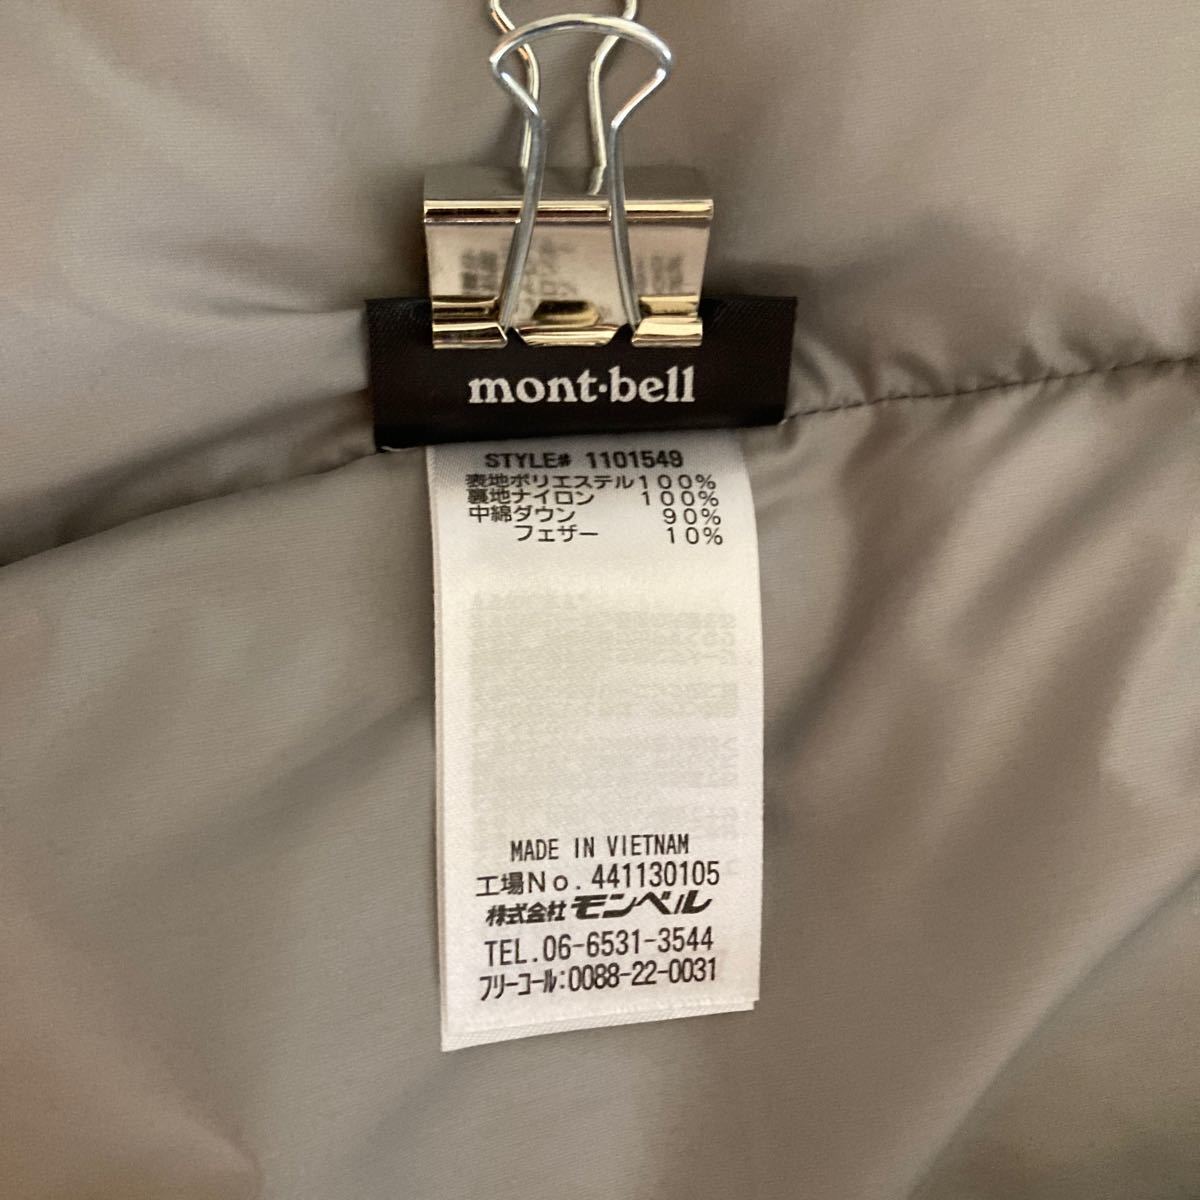 mont-bell
STYLE# 1101549
表地ポリエステル100%
裏地ナイロン 100%
中綿ダウン 90%
フェザー 10%
MADE IN VIETNAM
工場No. 441130105
株式会社モンベル
TEL.06-6531-3544
フリーコール:0088-22-0031